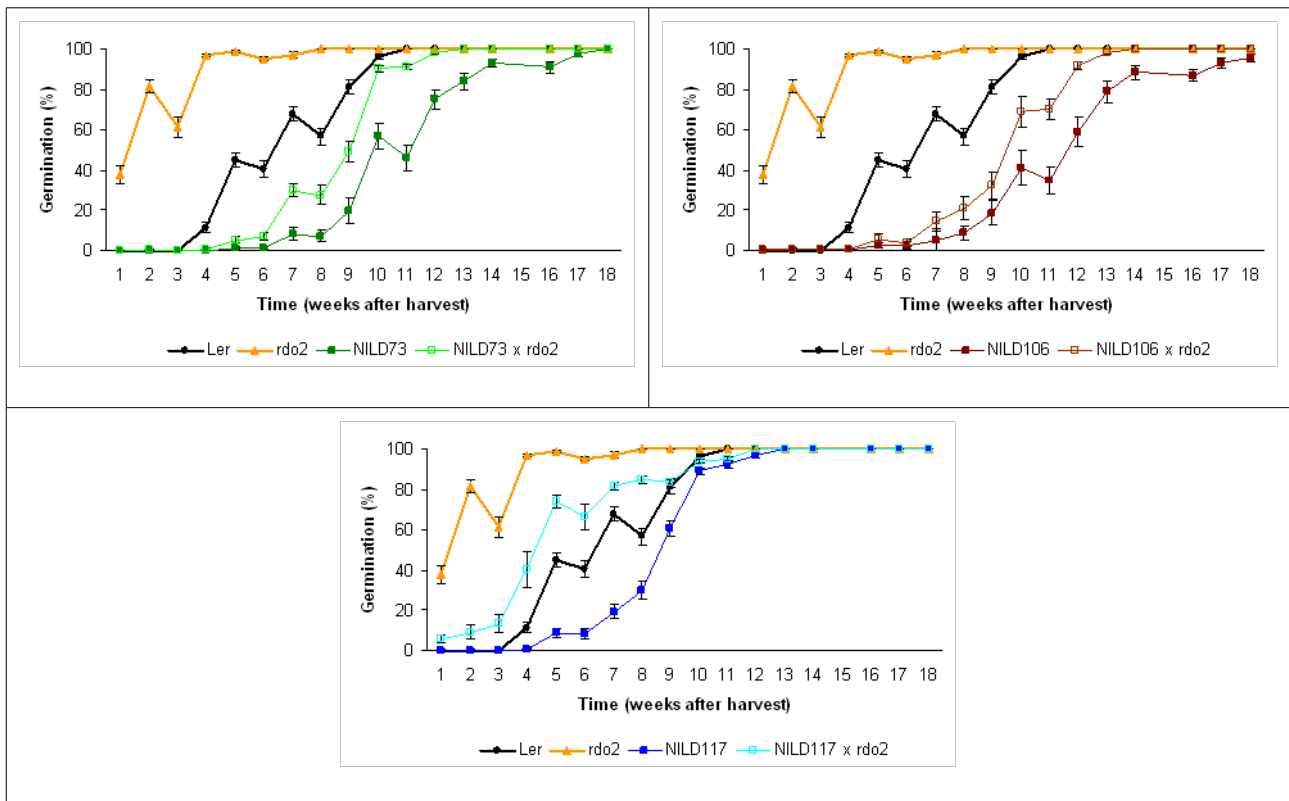 100
80
60
40
20
0
Germination (%)
1 2 3 4 5 6 7 8 9 10 11 12 13 14 15 16 17 18
Time (weeks after harvest)
Ler rdo2 NILD73 NILD73 x rdo2
100
80
60
40
20
0
Germination (%)
1 2 3 4 5 6 7 8 9 10 11 12 13 14 15 16 17 18
Time (weeks after harvest)
Ler rdo2 NILD106 NILD106 x rdo2
100
80
60
40
20
0
Germination (%)
1 2 3 4 5 6 7 8 9 10 11 12 13 14 15 16 17 18
Time (weeks after harvest)
Ler rdo2 NILD117 NILD117 x rdo2